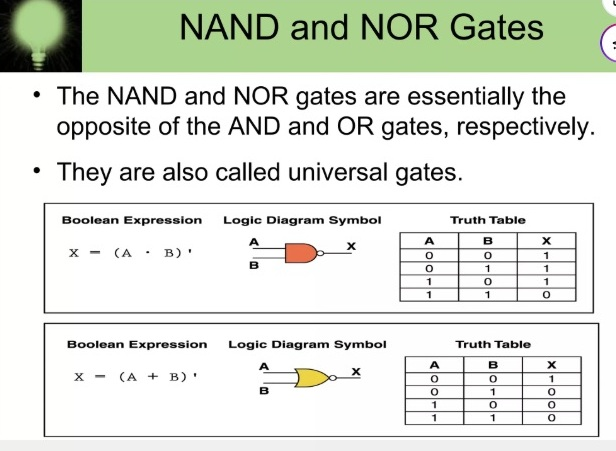 NAND and NOR Gates
• The NAND and NOR gates are essentially the
opposite of the AND and OR gates, respectively.
• They are also called universal gates.
Boolean Expression Logic Diagram Symbol Truth Table
X = (A · B)'
A
B
X
A B X
0 0 1
0 1 1
1 0 1
1 1 0
Boolean Expression Logic Diagram Symbol Truth Table
X = (A + B)'
A
B
X
A B X
0 0 1
0 1 0
1 0 0
1 1 0